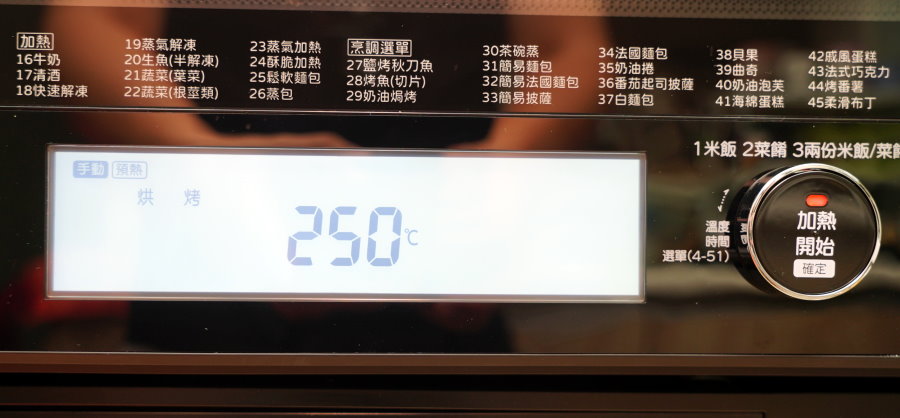 加熱
16牛奶
17清酒
18快速解凍
19蒸氣解凍
20生魚(半解凍)
21蔬菜(葉菜)
22蔬菜(根莖類)
23蒸氣加熱
24酥脆加熱
25鬆軟麵包
26蒸包
烹調選單
27鹽烤秋刀魚
28烤魚(切片)
29奶油焗烤
30茶碗蒸
31簡易麵包
32簡易法國麵包
33簡易披薩
34法國麵包
35奶油捲
36番茄起司披薩
37白麵包
38貝果
39曲奇
40奶油泡芙
41海綿蛋糕
42戚風蛋糕
43法式巧克力
44烤番薯
45柔滑布丁
手動 預熱
烘 烤
250℃
1米飯 2菜餚 3兩份米飯/菜餚
溫度
時間
選單(4-51)
加熱
開始
確定